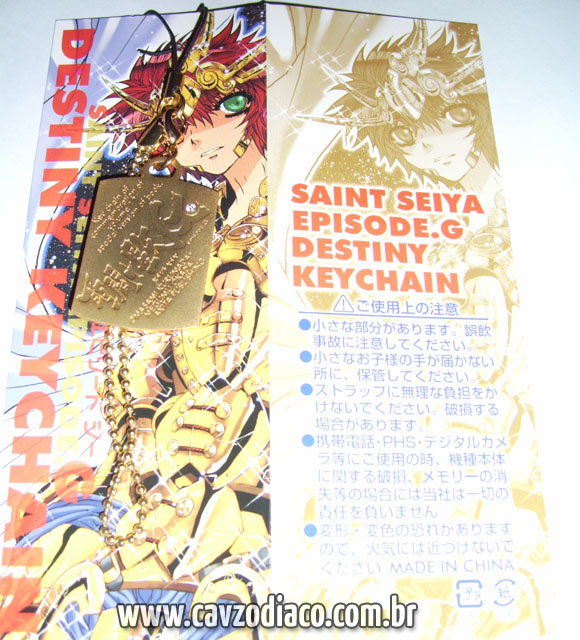 DESTINY KEYCHAIN
SAINT SEIYA
EPISODE.G
DESTINY
KEYCHAIN
⚠ご使用上の注意
●小さな部分があります。誤飲
事故に注意してください。
●小さなお子様の手が届かない
所に、保管してください。
●ストラップに無理な負担をか
けないでください。破損する
場合があります。
●携帯電話・PHS・デジタルカメ
ラ等にご使用の時、機種本体
に関する破損、メモリーの消
失等の場合には当社は一切の
責任を負いません
●変形・変色の恐れがあります
ので、火気には近づけないで
ください MADE IN CHINA
プラ 紙
www.cavzodiaco.com.br